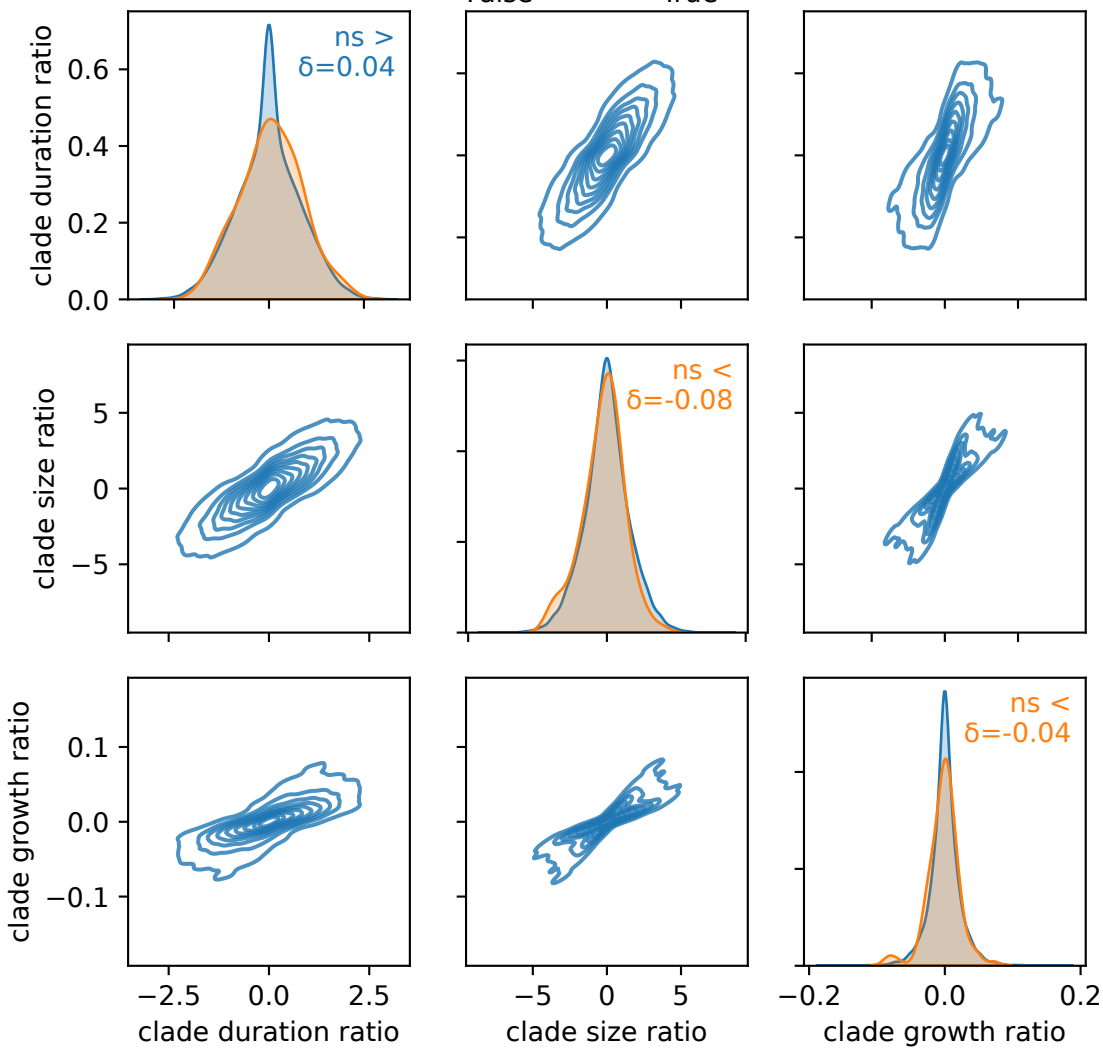 ns >
δ=0.04
clade duration ratio
0.6
0.4
0.2
0.0
ns <
δ=-0.08
clade size ratio
5
0
−5
ns <
δ=-0.04
clade growth ratio
0.1
0.0
−0.1
−2.5 0.0 2.5
−5 0 5
−0.2 0.0 0.2
clade duration ratio
clade size ratio
clade growth ratio